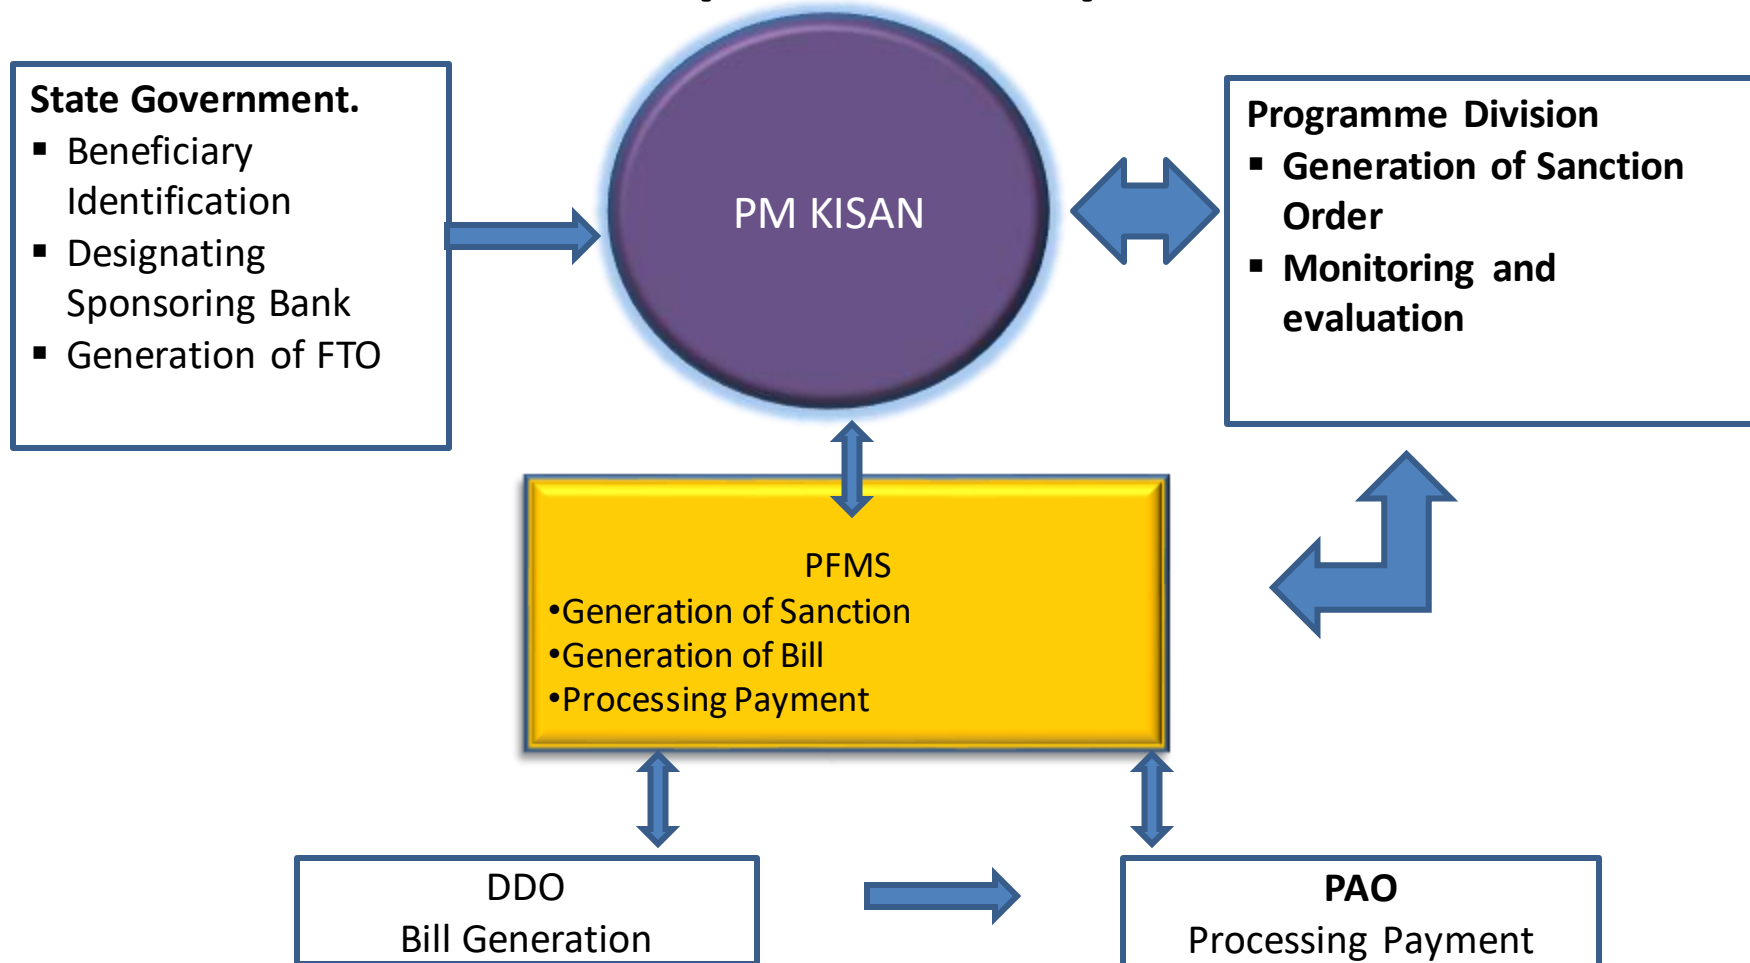 State Government.
▪ Beneficiary
Identification
▪ Designating
Sponsoring Bank
▪ Generation of FTO
PM KISAN
Programme Division
▪ Generation of Sanction
Order
▪ Monitoring and
evaluation
PFMS
•Generation of Sanction
•Generation of Bill
•Processing Payment
DDO
Bill Generation
PAO
Processing Payment